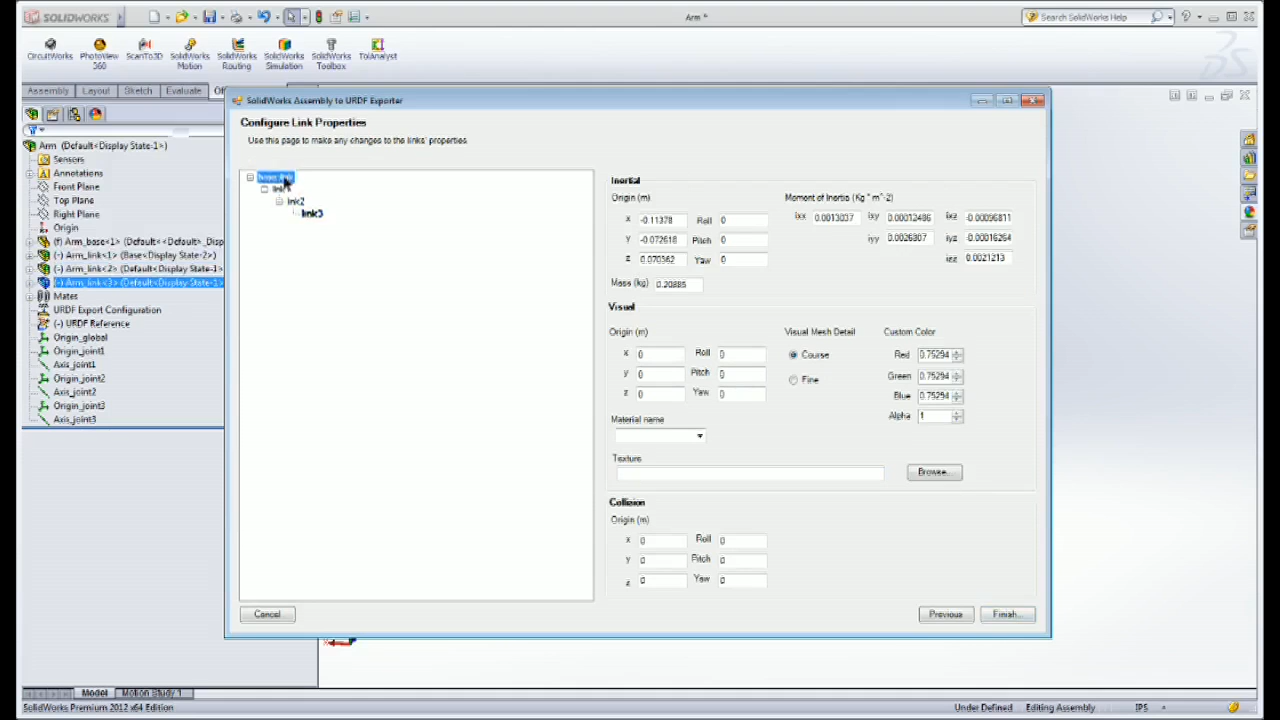 SOLIDWORKS
Arm *
Search SolidWorks Help
CircuitWorks
PhotoView 360
ScanTo3D
SolidWorks Motion
SolidWorks Routing
SolidWorks Simulation
SolidWorks Toolbox
TolAnalyst
Assembly
Layout
Sketch
Evaluate
SolidWorks Assembly to URDF Exporter
Configure Link Properties
Use this page to make any changes to the links' properties
Arm (Default<Display State-1>)
Sensors
Annotations
Front Plane
Top Plane
Right Plane
Origin
(f) Arm_base<1> (Default<<Default>_Disp
(-) Arm_link<1> (Base<Display State-2>)
(-) Arm_link<2> (Default<Display State-1>
(-) Arm_link<3> (Default<Display State-1>
Mates
URDF Export Configuration
(-) URDF Reference
Origin_global
Origin_joint1
Axis_joint1
Origin_joint2
Axis_joint2
Origin_joint3
Axis_joint3
link2
link3
Inertial
Origin (m)
Moment of Inertia (Kg * m^-2)
x -0.11378 Roll 0
ixx 0.0013037 ixy 0.00012486 ixz -0.00096811
y -0.072618 Pitch 0
iyy 0.0026307 iyz -0.00016264
z 0.070362 Yaw 0
izz 0.0021213
Mass (kg) 0.20885
Visual
Origin (m)
Visual Mesh Detail
Custom Color
x 0 Roll 0
Course
Red 0.75294
y 0 Pitch 0
Fine
Green 0.75294
z 0 Yaw 0
Blue 0.75294
Alpha 1
Material name
Texture
Browse...
Collision
Origin (m)
x 0 Roll 0
y 0 Pitch 0
z 0 Yaw 0
Cancel
Previous
Finish...
Model
Motion Study 1
SolidWorks Premium 2012 x64 Edition
Under Defined
Editing Assembly
IPS